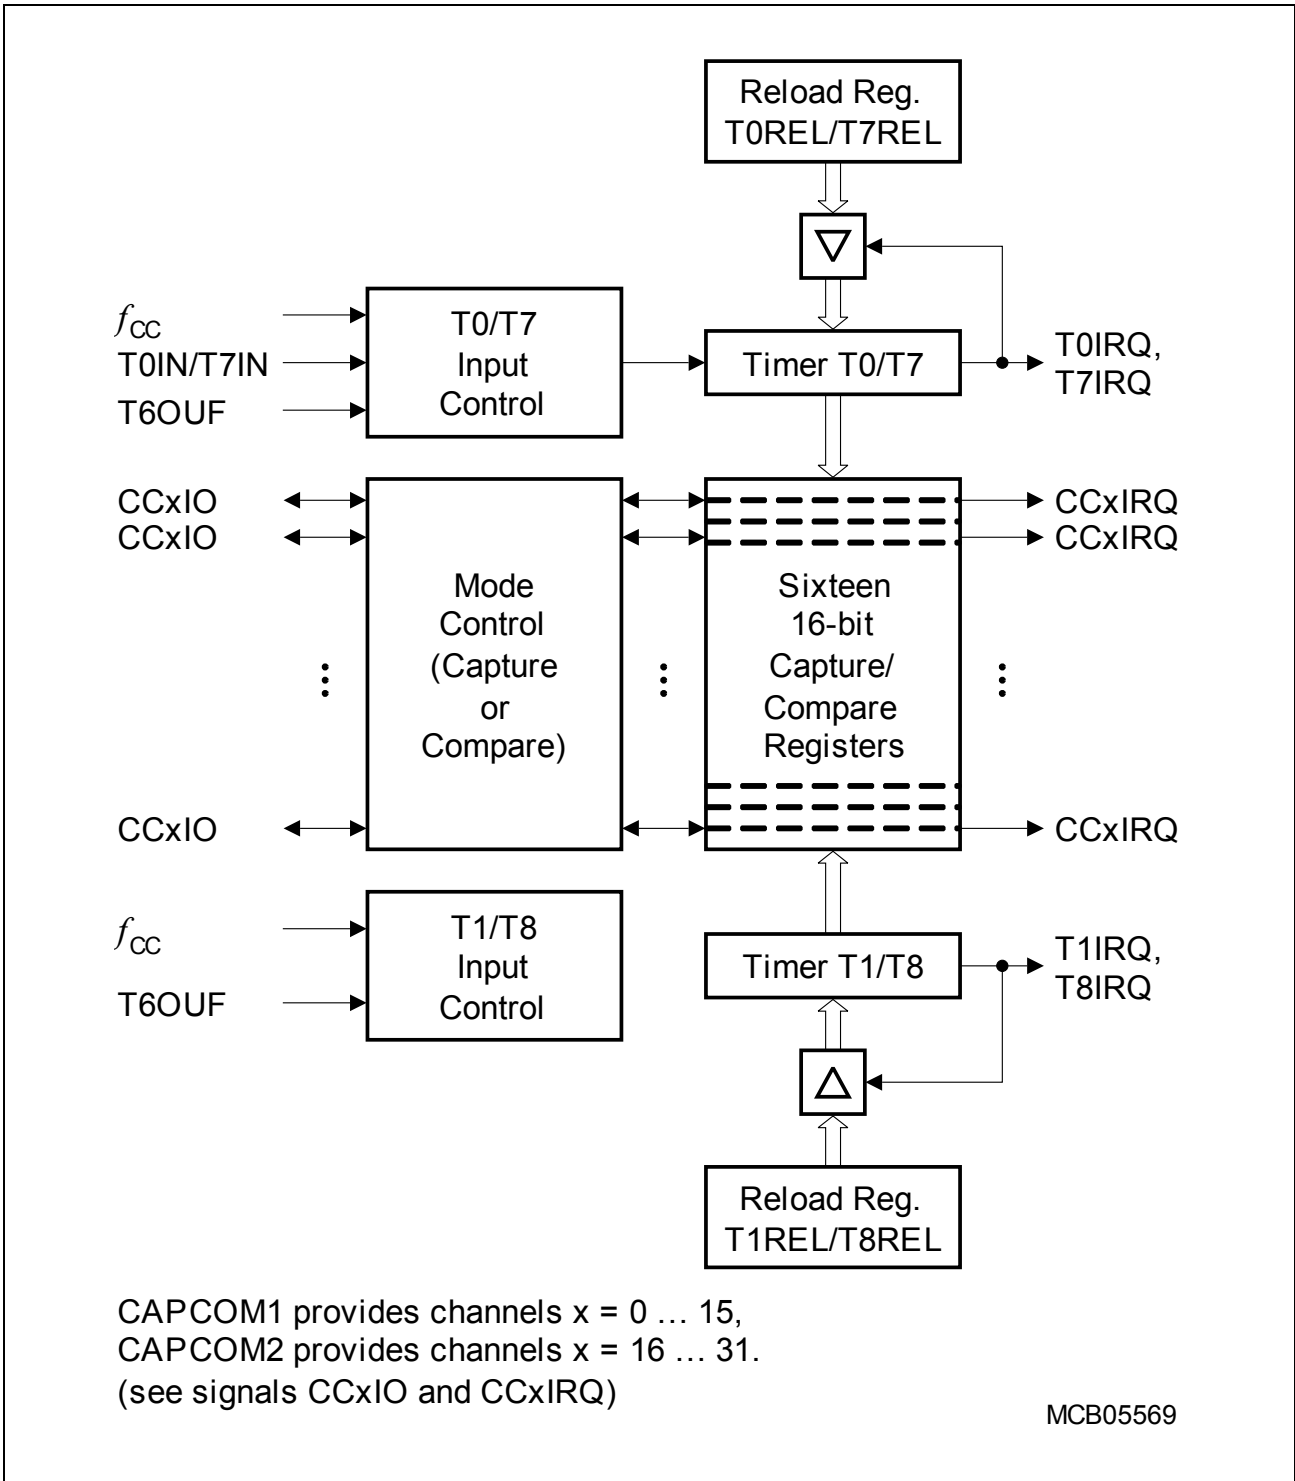 Reload Reg.
T0REL/T7REL
fCC
T0IN/T7IN
T6OUF
T0/T7
Input
Control
Timer T0/T7
T0IRQ,
T7IRQ
CCxIO
CCxIO
CCxIO
Mode
Control
(Capture
or
Compare)
Sixteen
16-bit
Capture/
Compare
Registers
CCxIRQ
CCxIRQ
CCxIRQ
fCC
T6OUF
T1/T8
Input
Control
Timer T1/T8
T1IRQ,
T8IRQ
Reload Reg.
T1REL/T8REL
CAPCOM1 provides channels x = 0 … 15,
CAPCOM2 provides channels x = 16 … 31.
(see signals CCxIO and CCxIRQ)
MCB05569